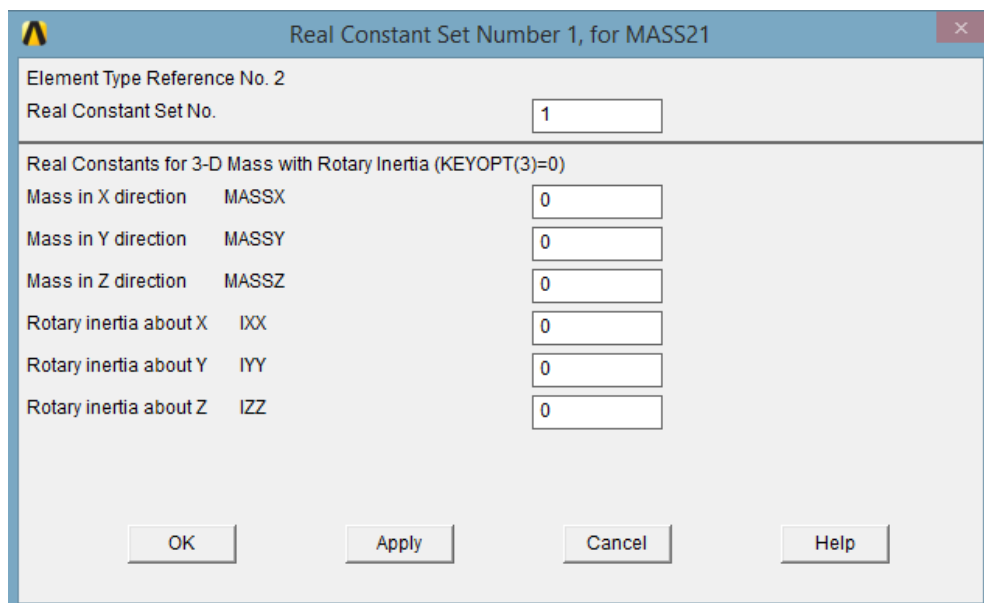 Real Constant Set Number 1, for MASS21
Element Type Reference No. 2
Real Constant Set No. 1
Real Constants for 3-D Mass with Rotary Inertia (KEYOPT(3)=0)
Mass in X direction MASSX 0
Mass in Y direction MASSY 0
Mass in Z direction MASSZ 0
Rotary inertia about X IXX 0
Rotary inertia about Y IYY 0
Rotary inertia about Z IZZ 0
OK Apply Cancel Help